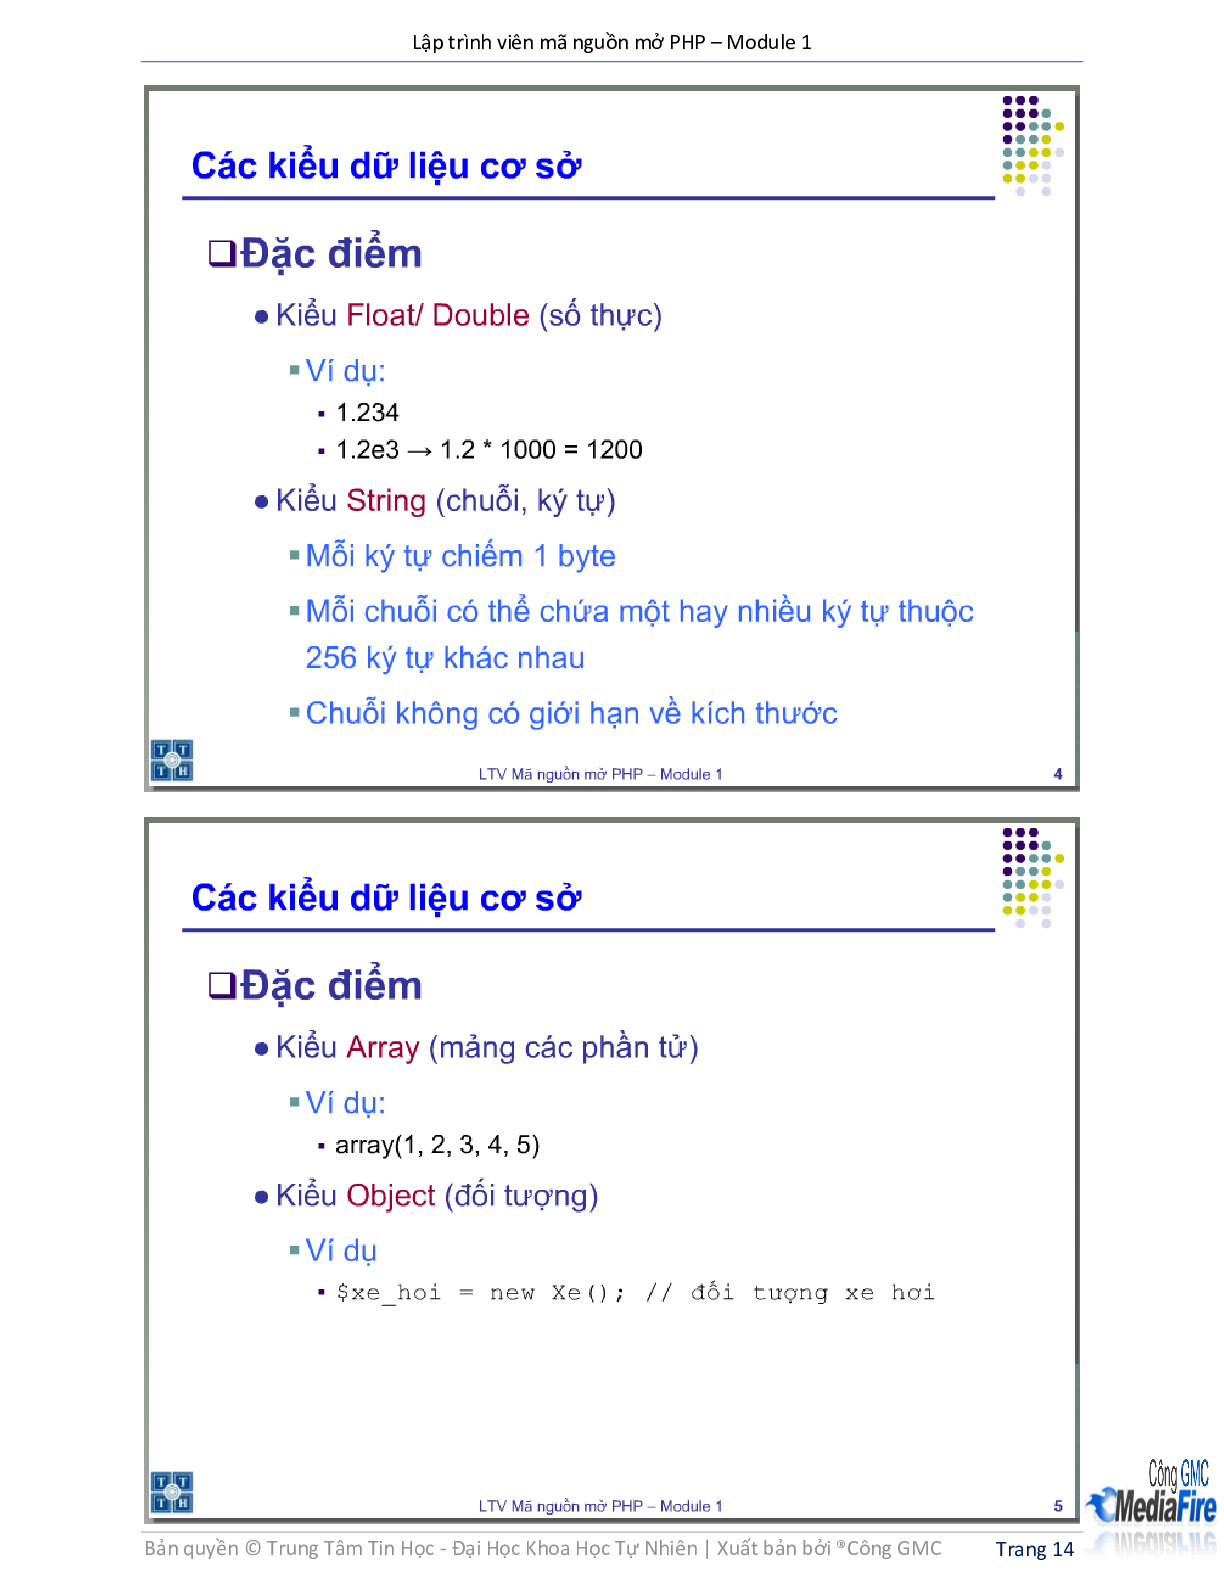 Lập trình viên mã nguồn mở PHP – Module 1
Các kiểu dữ liệu cơ sở
Đặc điểm
Kiểu Float/ Double (số thực)
Ví dụ:
1.234
1.2e3 → 1.2 * 1000 = 1200
Kiểu String (chuỗi, ký tự)
Mỗi ký tự chiếm 1 byte
Mỗi chuỗi có thể chứa một hay nhiều ký tự thuộc
256 ký tự khác nhau
Chuỗi không có giới hạn về kích thước
T T
T H
LTV Mã nguồn mở PHP – Module 1
4
Các kiểu dữ liệu cơ sở
Đặc điểm
Kiểu Array (mảng các phần tử)
Ví dụ:
array(1, 2, 3, 4, 5)
Kiểu Object (đối tượng)
Ví dụ
$xe_hoi = new Xe(); // đối tượng xe hơi
T T
T H
LTV Mã nguồn mở PHP – Module 1
5
Công GMC
MediaFire
Bản quyền © Trung Tâm Tin Học - Đại Học Khoa Học Tự Nhiên | Xuất bản bởi ®Công GMC
Trang 14